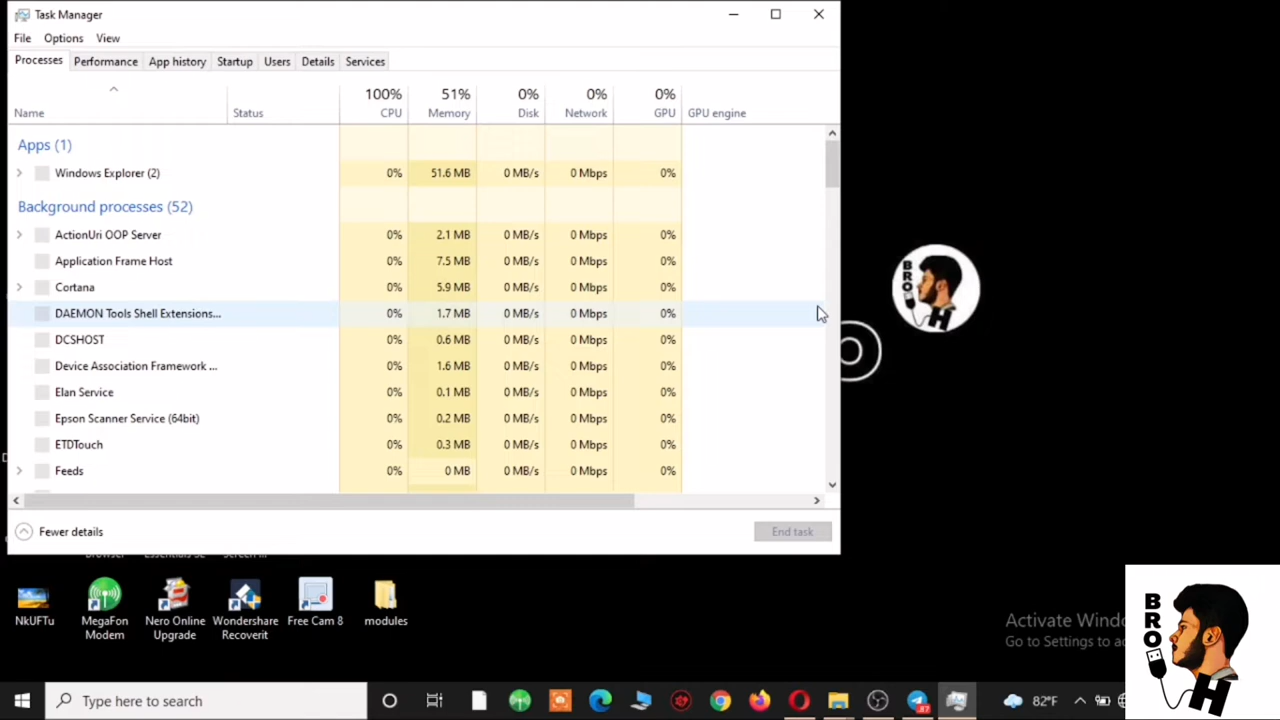 Task Manager
File Options View
Processes Performance App history Startup Users Details Services
100% 51% 0% 0% 0%
Name Status CPU Memory Disk Network GPU GPU engine
Apps (1)
Windows Explorer (2) 0% 51.6 MB 0 MB/s 0 Mbps 0%
Background processes (52)
ActionUri OOP Server 0% 2.1 MB 0 MB/s 0 Mbps 0%
Application Frame Host 0% 7.5 MB 0 MB/s 0 Mbps 0%
Cortana 0% 5.9 MB 0 MB/s 0 Mbps 0%
DAEMON Tools Shell Extensions... 0% 1.7 MB 0 MB/s 0 Mbps 0%
DCSHOST 0% 0.6 MB 0 MB/s 0 Mbps 0%
Device Association Framework ... 0% 1.6 MB 0 MB/s 0 Mbps 0%
Elan Service 0% 0.1 MB 0 MB/s 0 Mbps 0%
Epson Scanner Service (64bit) 0% 0.2 MB 0 MB/s 0 Mbps 0%
ETDTouch 0% 0.3 MB 0 MB/s 0 Mbps 0%
Feeds 0% 0 MB 0 MB/s 0 Mbps 0%
Fewer details End task
BRO
H
NkUFTu
MegaFon Modem
Nero Online Upgrade
Wondershare Recoverit
Free Cam 8
modules
Activate Windo
Go to Settings to a
BRO
H
Type here to search
87
82°F